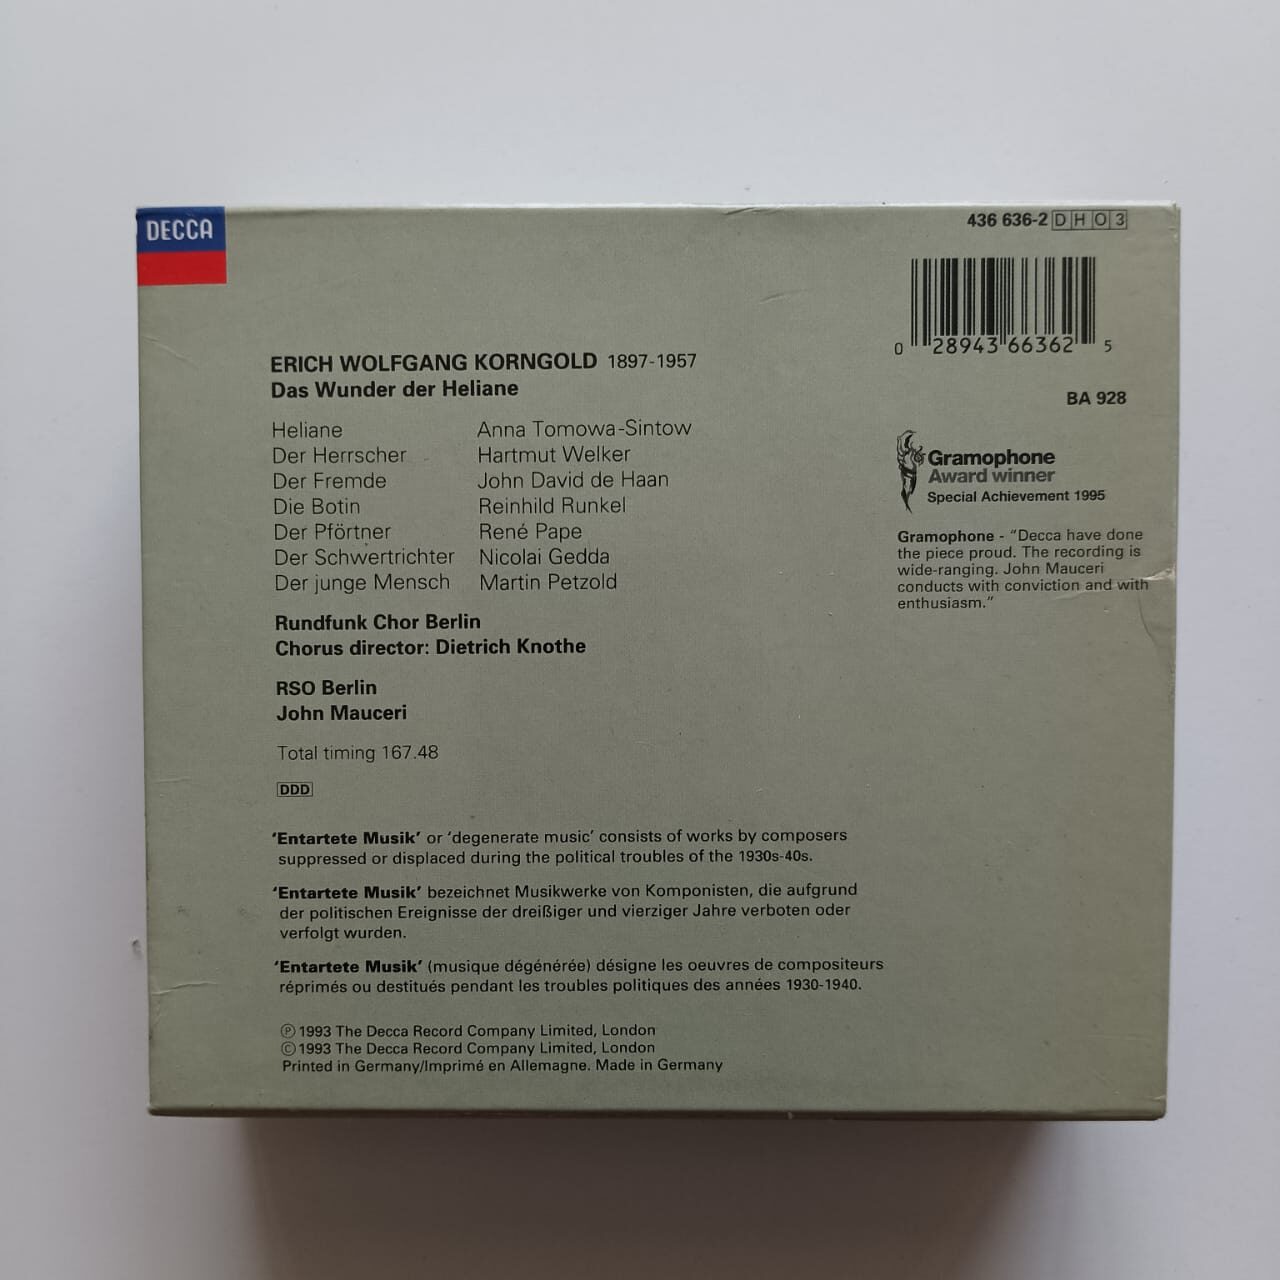 DECCA
436 636-2 DHO3
0 28943 66362 5
BA 928
Gramophone
Award winner
Special Achievement 1995
Gramophone - “Decca have done
the piece proud. The recording is
wide-ranging. John Mauceri
conducts with conviction and with
enthusiasm.”
ERICH WOLFGANG KORNGOLD 1897-1957
Das Wunder der Heliane
Heliane Anna Tomowa-Sintow
Der Herrscher Hartmut Welker
Der Fremde John David de Haan
Die Botin Reinhild Runkel
Der Pförtner René Pape
Der Schwertrichter Nicolai Gedda
Der junge Mensch Martin Petzold
Rundfunk Chor Berlin
Chorus director: Dietrich Knothe
RSO Berlin
John Mauceri
Total timing 167.48
DDD
‘Entartete Musik’ or ‘degenerate music’ consists of works by composers
suppressed or displaced during the political troubles of the 1930s-40s.
‘Entartete Musik’ bezeichnet Musikwerke von Komponisten, die aufgrund
der politischen Ereignisse der dreißiger und vierziger Jahre verboten oder
verfolgt wurden.
‘Entartete Musik’ (musique dégénérée) désigne les oeuvres de compositeurs
réprimés ou destitués pendant les troubles politiques des années 1930-1940.
℗ 1993 The Decca Record Company Limited, London
© 1993 The Decca Record Company Limited, London
Printed in Germany/Imprimé en Allemagne. Made in Germany